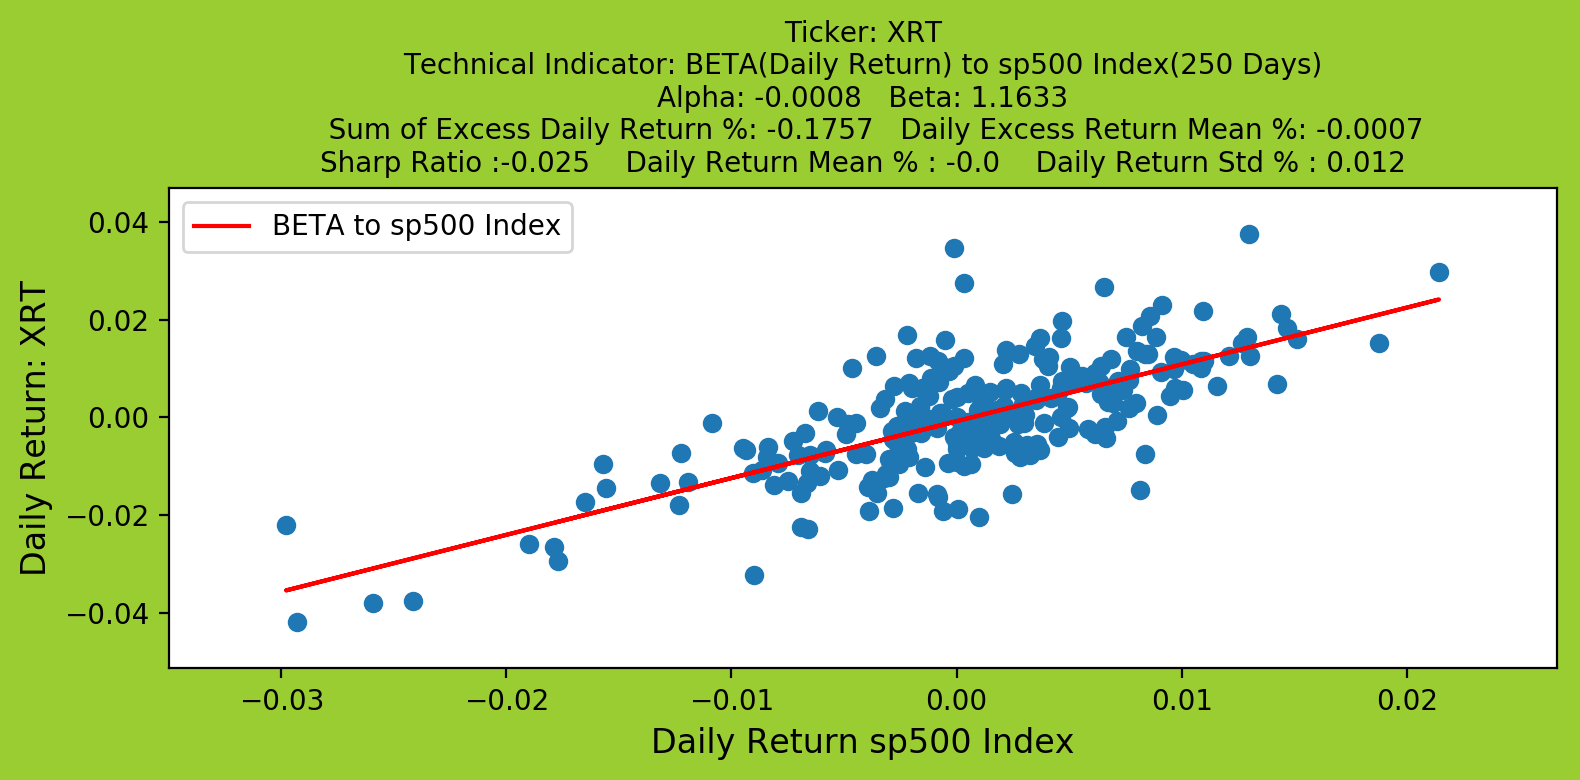 Ticker: XRT
Technical Indicator: BETA(Daily Return) to sp500 Index(250 Days)
Alpha: -0.0008   Beta: 1.1633
Sum of Excess Daily Return %: -0.1757   Daily Excess Return Mean %: -0.0007
Sharp Ratio :-0.025    Daily Return Mean % : -0.0    Daily Return Std % : 0.012
BETA to sp500 Index
Daily Return: XRT
0.04
0.02
0.00
−0.02
−0.04
−0.03
−0.02
−0.01
0.00
0.01
0.02
Daily Return sp500 Index